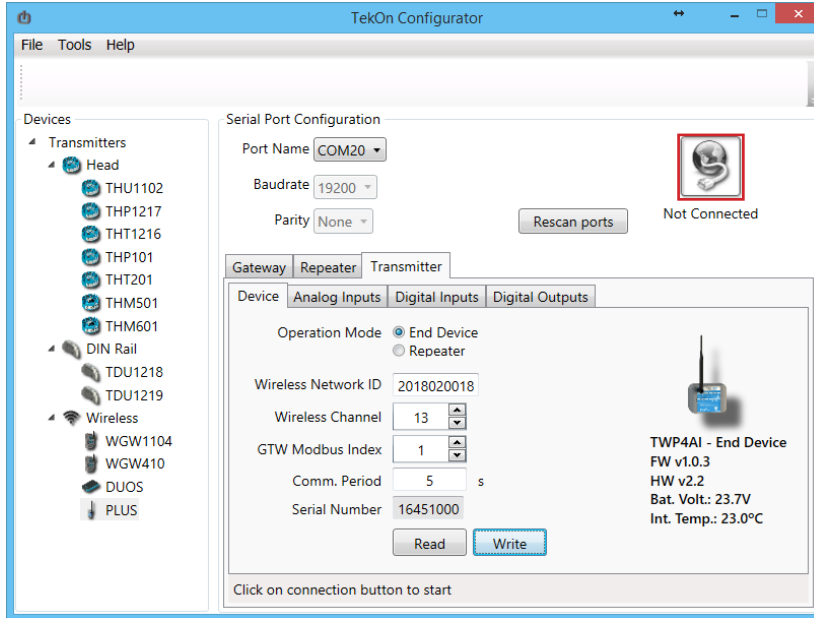 TekOn Configurator
File Tools Help
Devices
Transmitters
Head
THU1102
THP1217
THT1216
THP101
THT201
THM501
THM601
DIN Rail
TDU1218
TDU1219
Wireless
WGW1104
WGW410
DUOS
PLUS
Serial Port Configuration
Port Name COM20
Baudrate 19200
Parity None
Rescan ports
Not Connected
Gateway Repeater Transmitter
Device Analog Inputs Digital Inputs Digital Outputs
Operation Mode End Device
Repeater
Wireless Network ID 2018020018
Wireless Channel 13
GTW Modbus Index 1
Comm. Period 5 s
Serial Number 16451000
Read Write
TWP4AI - End Device
FW v1.0.3
HW v2.2
Bat. Volt.: 23.7V
Int. Temp.: 23.0ºC
Click on connection button to start